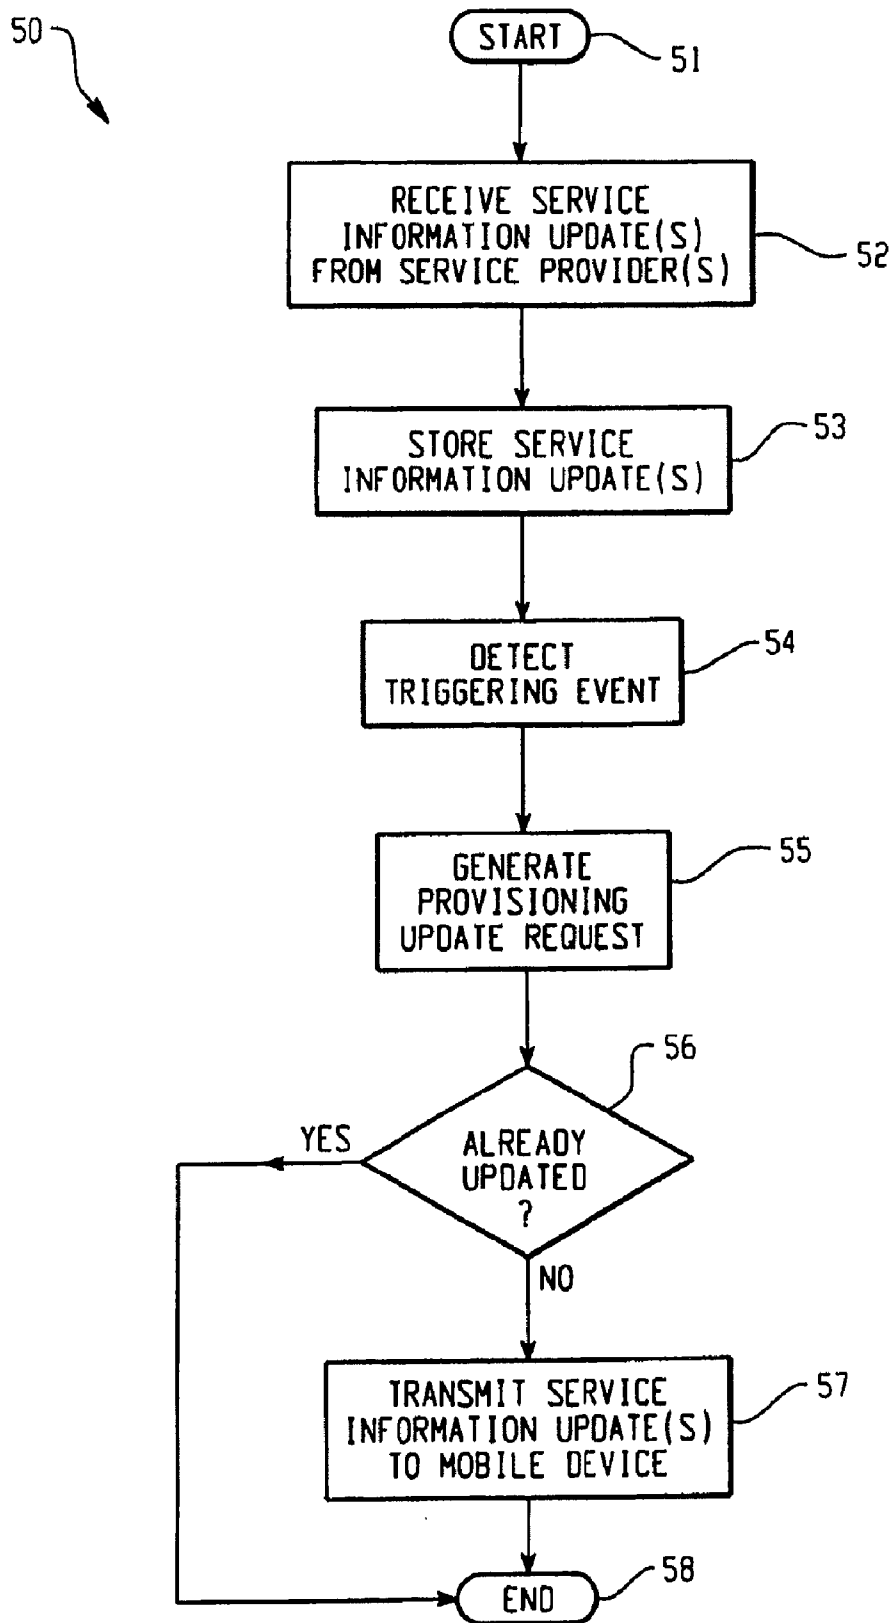 50
START
51
RECEIVE SERVICE
INFORMATION UPDATE(S)
FROM SERVICE PROVIDER(S)
52
STORE SERVICE
INFORMATION UPDATE(S)
53
DETECT
TRIGGERING EVENT
54
GENERATE
PROVISIONING
UPDATE REQUEST
55
56
YES
ALREADY
UPDATED
?
NO
TRANSMIT SERVICE
INFORMATION UPDATE(S)
TO MOBILE DEVICE
57
END
58